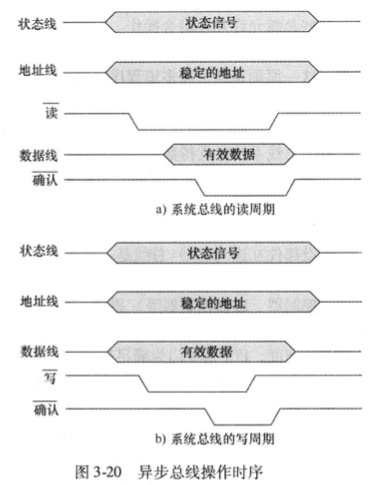 状态线 状态信号
地址线 稳定的地址
读
数据线 有效数据
确认
a) 系统总线的读周期
状态线 状态信号
地址线 稳定的地址
数据线 有效数据
写
确认
b) 系统总线的写周期
图 3-20 异步总线操作时序